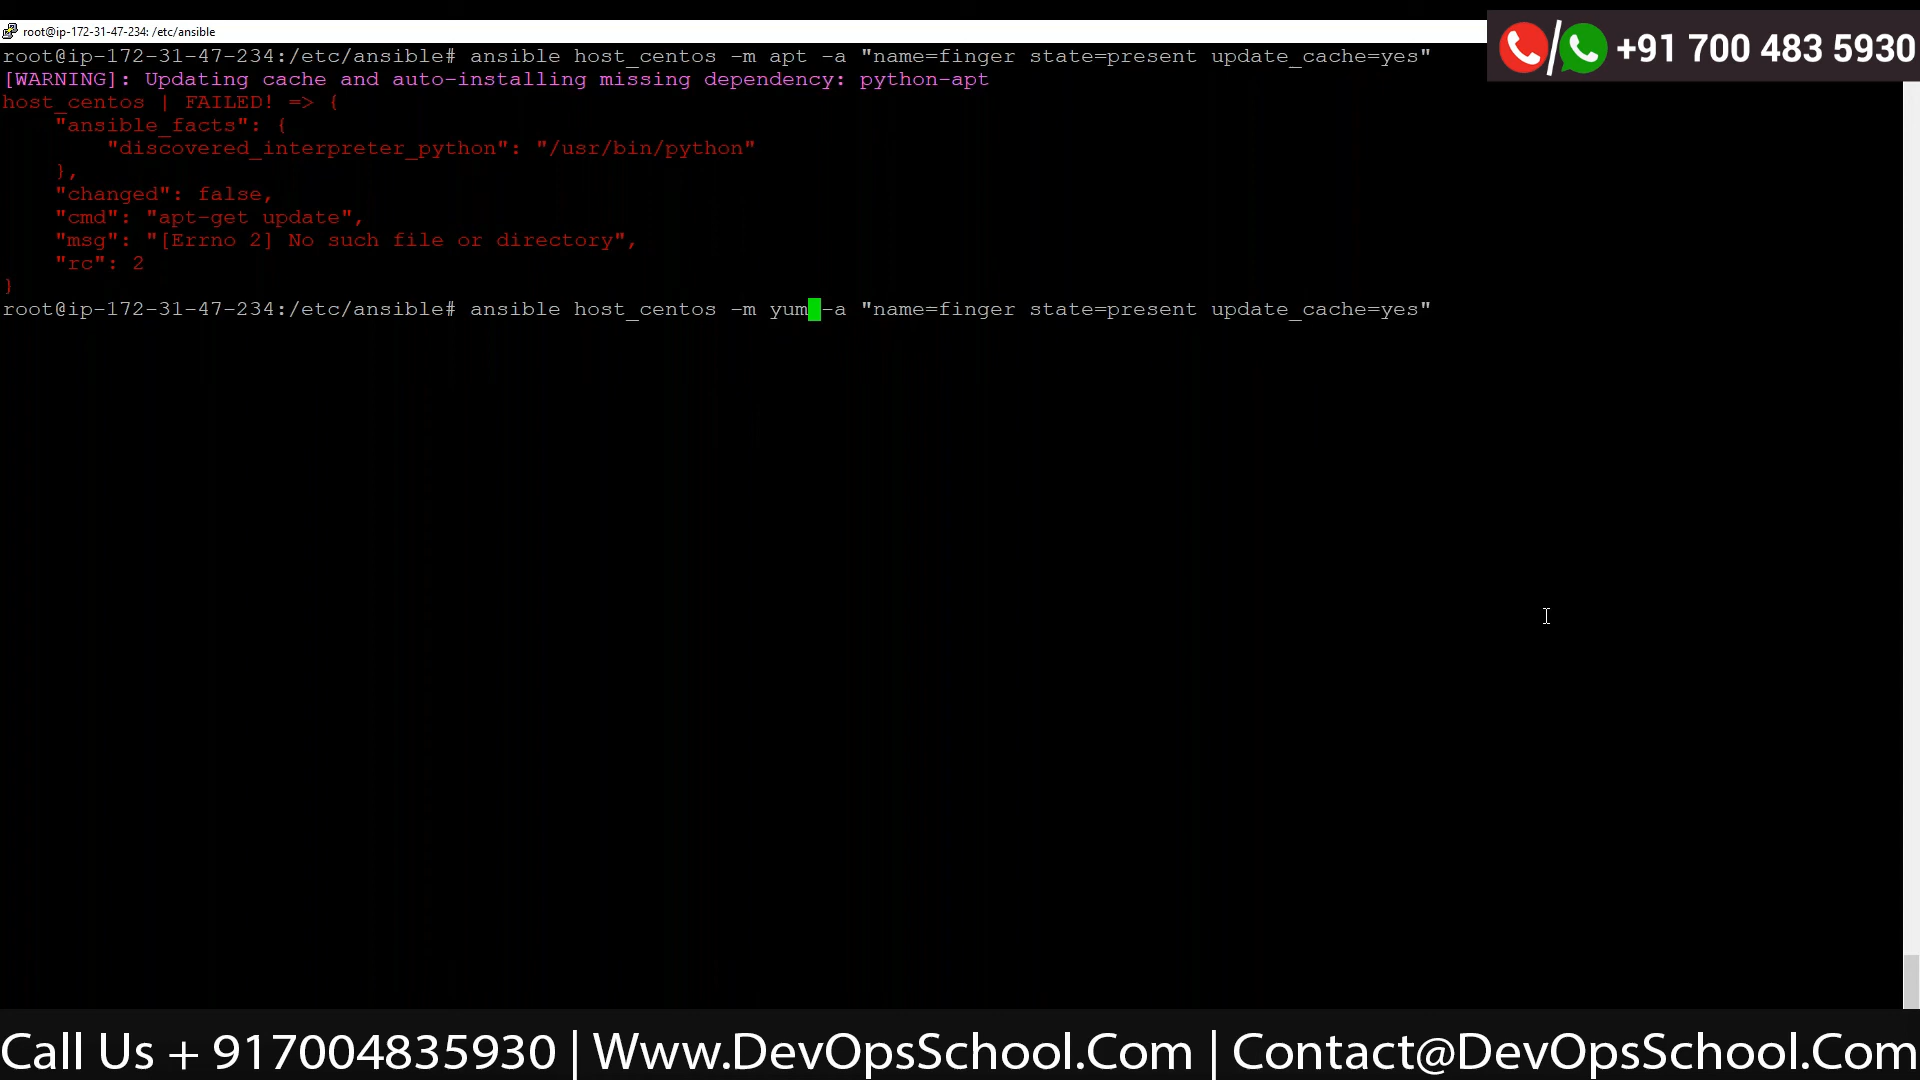 root@ip-172-31-47-234: /etc/ansible
+91 700 483 5930
root@ip-172-31-47-234:/etc/ansible# ansible host_centos -m apt -a "name=finger state=present update_cache=yes"
[WARNING]: Updating cache and auto-installing missing dependency: python-apt
host_centos | FAILED! => {
    "ansible_facts": {
        "discovered_interpreter_python": "/usr/bin/python"
    },
    "changed": false,
    "cmd": "apt-get update",
    "msg": "[Errno 2] No such file or directory",
    "rc": 2
}
root@ip-172-31-47-234:/etc/ansible# ansible host_centos -m yum -a "name=finger state=present update_cache=yes"
Call Us + 917004835930 | Www.DevOpsSchool.Com | Contact@DevOpsSchool.Com